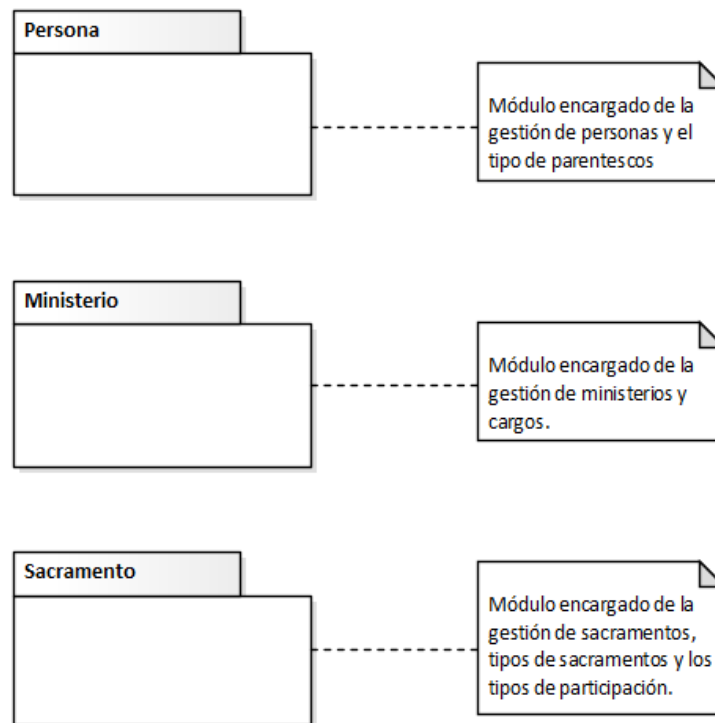 Persona
Módulo encargado de la
gestión de personas y el
tipo de parentescos
Ministerio
Módulo encargado de la
gestión de ministerios y
cargos.
Sacramento
Módulo encargado de la
gestión de sacramentos,
tipos de sacramentos y los
tipos de participación.